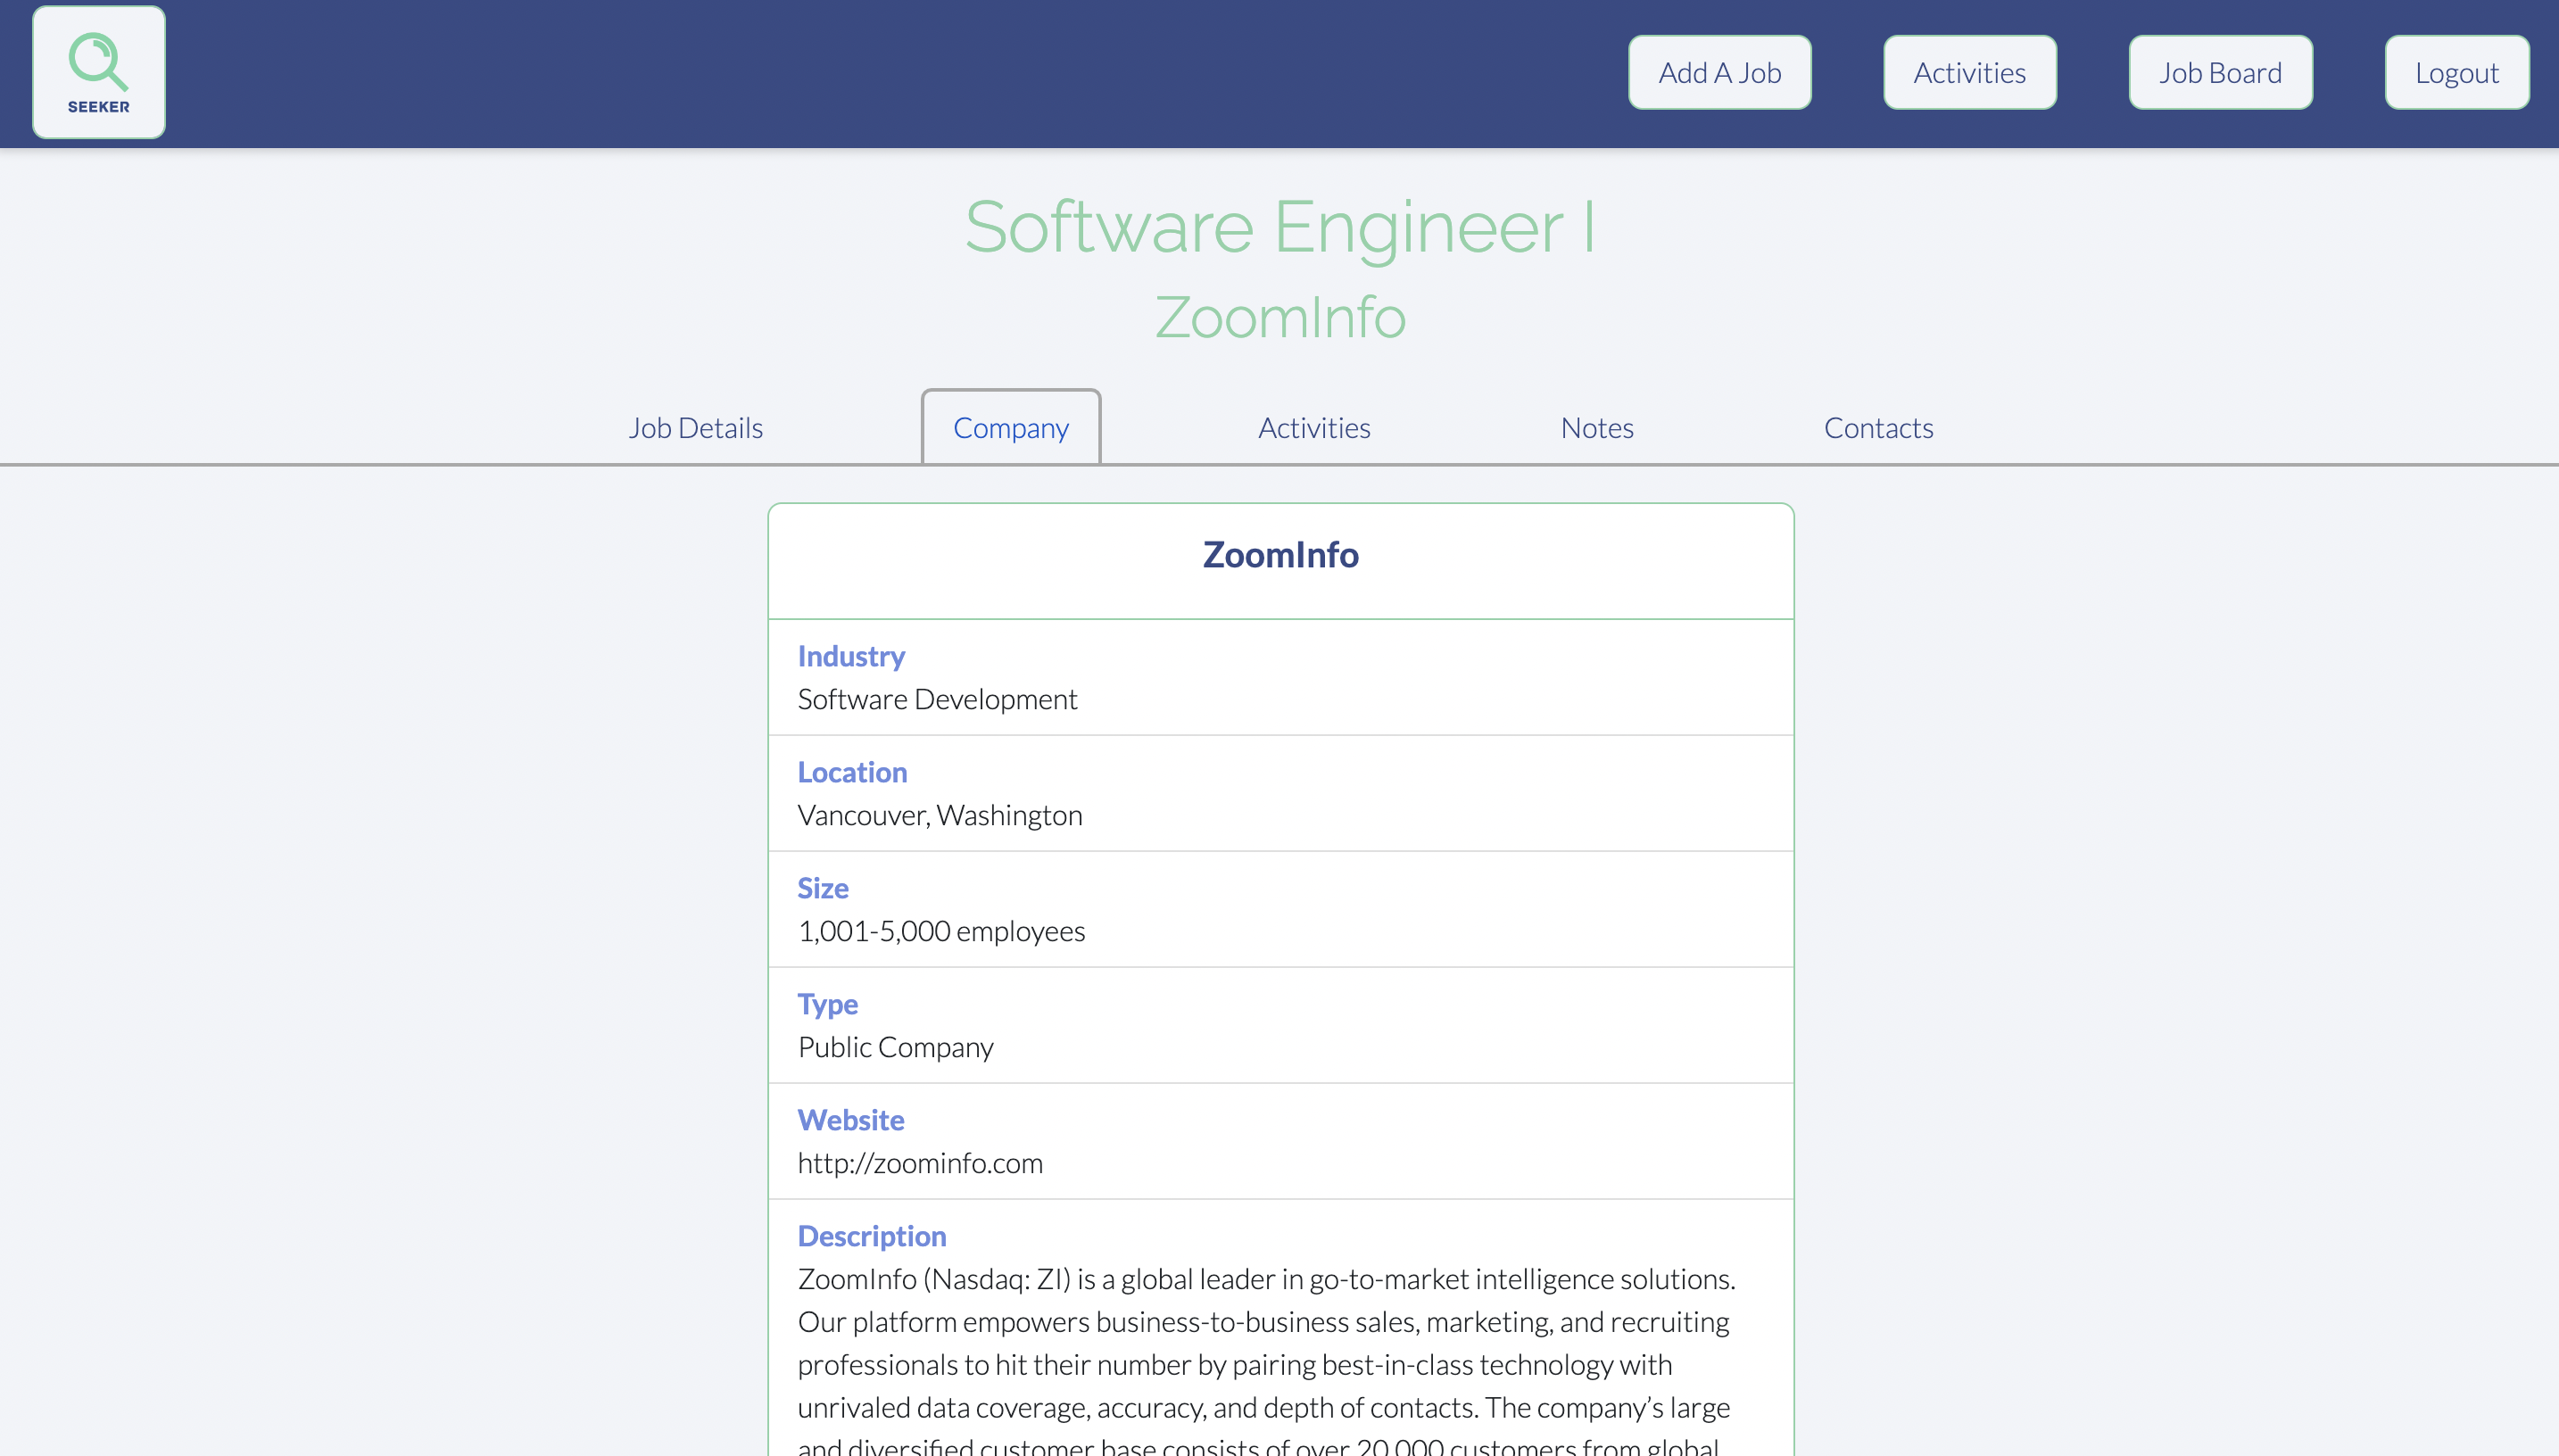 SEEKER
Add A Job
Activities
Job Board
Logout
Software Engineer I
ZoomInfo
Job Details
Company
Activities
Notes
Contacts
ZoomInfo
Industry
Software Development
Location
Vancouver, Washington
Size
1,001-5,000 employees
Type
Public Company
Website
http://zoominfo.com
Description
ZoomInfo (Nasdaq: ZI) is a global leader in go-to-market intelligence solutions.
Our platform empowers business-to-business sales, marketing, and recruiting
professionals to hit their number by pairing best-in-class technology with
unrivaled data coverage, accuracy, and depth of contacts. The company’s large
and diversified customer base consists of over 20,000 customers from global